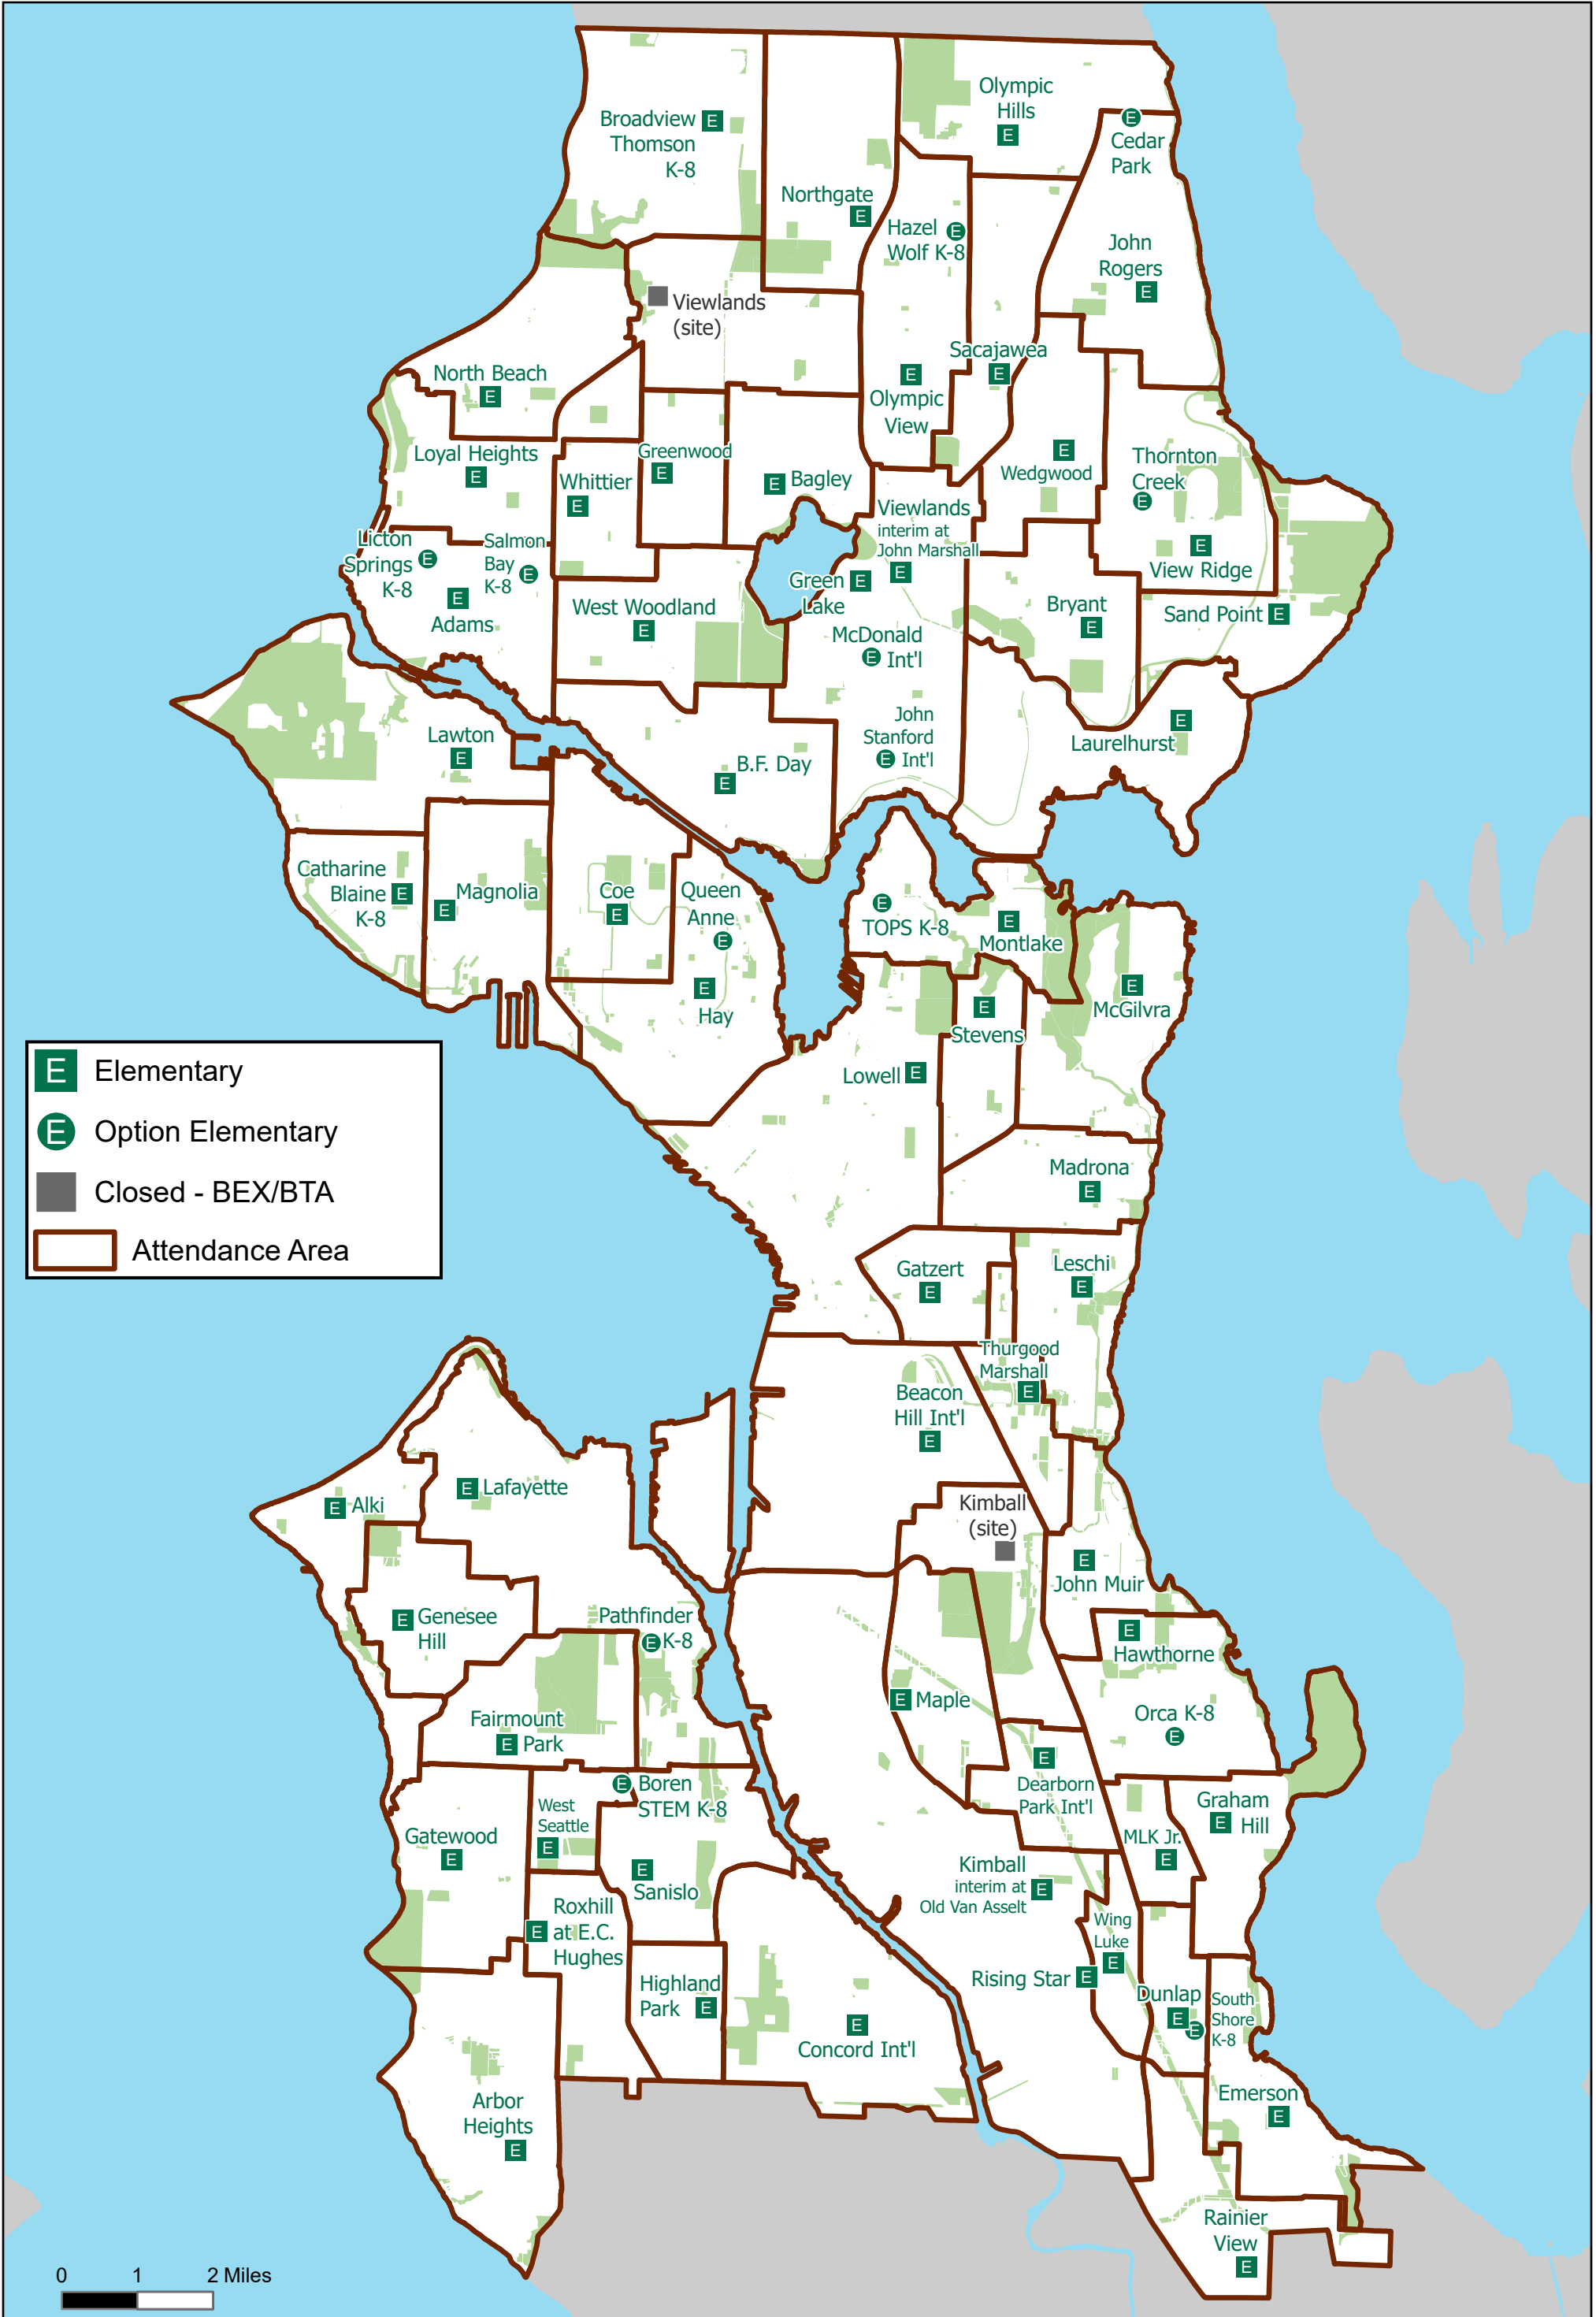 Olympic
Hills
E
Broadview
Thomson
K-8
E
E
Cedar
Park
Northgate
E
Hazel
Wolf K-8
E
John
Rogers
E
Viewlands
(site)
North Beach
E
Sacajawea
E
E
Olympic
View
Loyal Heights
E
Greenwood
E
Whittier
E
E
Bagley
E
Wedgwood
Thornton
Creek
E
Viewlands
interim at
John Marshall
E
Licton
Springs
K-8
E
Salmon
Bay
K-8
E
E
Adams
E
View Ridge
Green
Lake
E
West Woodland
E
Bryant
E
Sand Point
E
McDonald
Int'l
E
John
Stanford
Int'l
E
E
Laurelhurst
Lawton
E
B.F. Day
E
Catharine
Blaine
K-8
E
Magnolia
E
Coe
E
Queen
Anne
E
E
TOPS K-8
E
Montlake
E
McGilvra
E
Hay
E
Stevens
Lowell
E
E
Elementary
E
Option Elementary
Closed - BEX/BTA
Attendance Area
Madrona
E
Gatzert
E
Leschi
E
Thurgood
Marshall
E
Beacon
Hill Int'l
E
Lafayette
E
Alki
E
Kimball
(site)
E
John Muir
Genesee
Hill
E
Pathfinder
K-8
E
E
Hawthorne
E
Maple
Orca K-8
E
Fairmount
Park
E
E
Dearborn
Park Int'l
E
Boren
STEM K-8
West
Seattle
E
Graham
Hill
E
Gatewood
E
MLK Jr.
E
E
Sanislo
Kimball
interim at
Old Van Asselt
E
Roxhill
at E.C.
Hughes
E
Wing
Luke
E
Rising Star
E
Highland
Park
E
Dunlap
E
South
Shore
K-8
E
E
Concord Int'l
Emerson
E
Arbor
Heights
E
Rainier
View
E
0 1 2 Miles